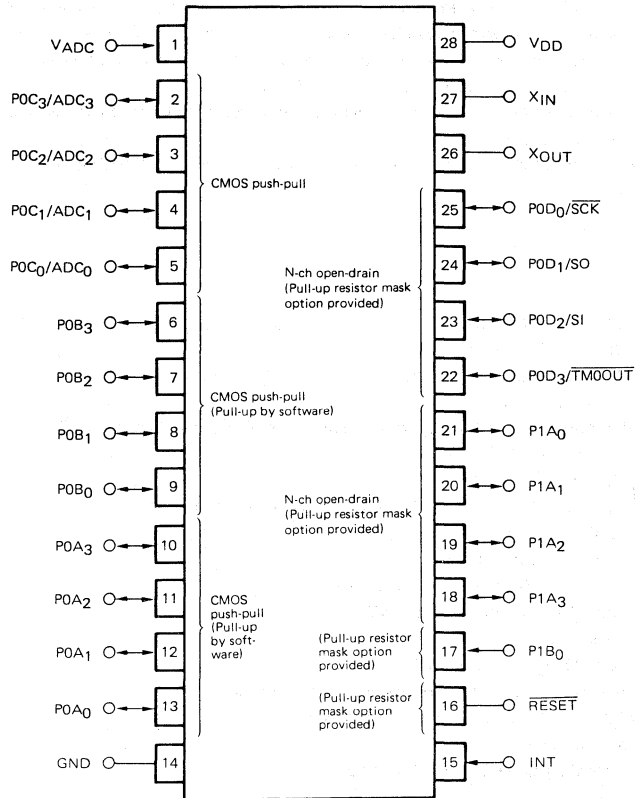 VADC 1
P0C3/ADC3 2
P0C2/ADC2 3
P0C1/ADC1 4
P0C0/ADC0 5
P0B3 6
P0B2 7
P0B1 8
P0B0 9
P0A3 10
P0A2 11
P0A1 12
P0A0 13
GND 14
CMOS push-pull
CMOS push-pull
(Pull-up by software)
CMOS
push-pull
(Pull-up
by soft-
ware)
N-ch open-drain
(Pull-up resistor mask
option provided)
N-ch open-drain
(Pull-up resistor mask
option provided)
(Pull-up resistor
mask option
provided)
(Pull-up resistor
mask option
provided)
28 VDD
27 XIN
26 XOUT
25 P0D0/S̅C̅K̅
24 P0D1/SO
23 P0D2/SI
22 P0D3/T̅M̅0̅O̅U̅T̅
21 P1A0
20 P1A1
19 P1A2
18 P1A3
17 P1B0
16 R̅E̅S̅E̅T̅
15 INT